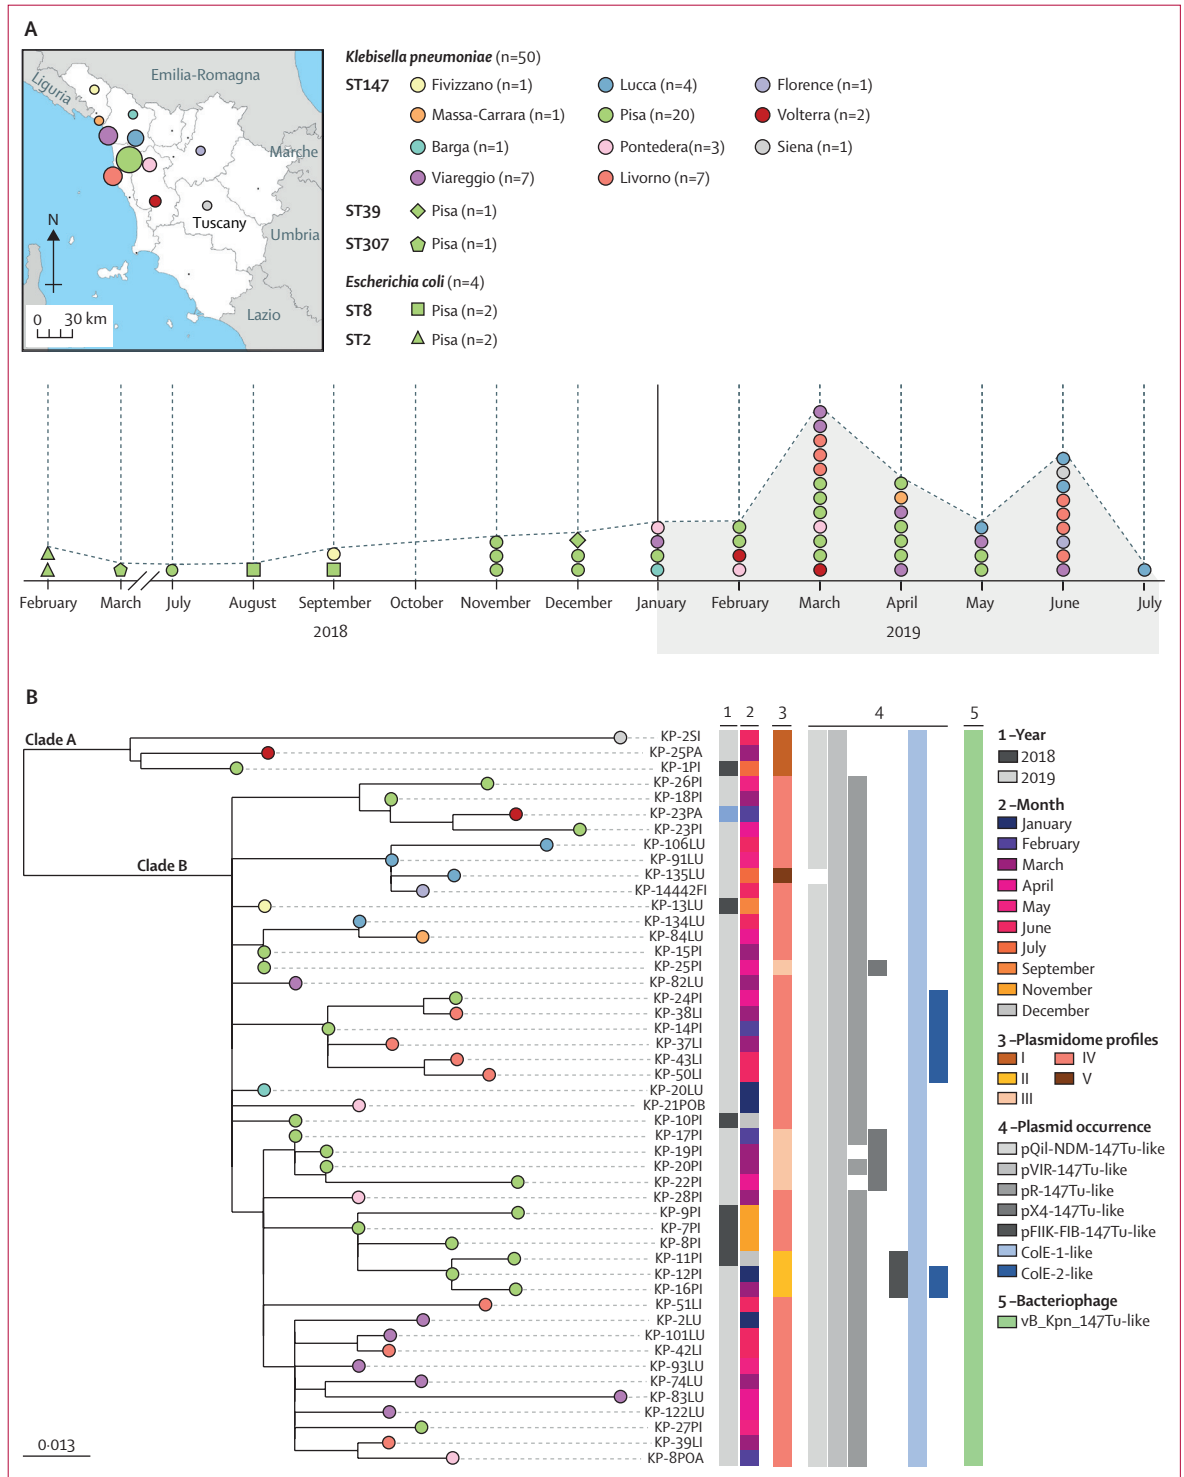 A
Liguria
Emilia-Romagna
Marche
Tuscany
Umbria
Lazio
N
0 30 km
Klebisella pneumoniae (n=50)
ST147 Fivizzano (n=1) Lucca (n=4) Florence (n=1)
Massa-Carrara (n=1) Pisa (n=20) Volterra (n=2)
Barga (n=1) Pontedera(n=3) Siena (n=1)
Viareggio (n=7) Livorno (n=7)
ST39 Pisa (n=1)
ST307 Pisa (n=1)
Escherichia coli (n=4)
ST8 Pisa (n=2)
ST2 Pisa (n=2)
February March July August September October November December January February March April May June July
2018 2019
B
1 2 3 4 5
Clade A
Clade B
KP-2SI
KP-25PA
KP-1PI
KP-26PI
KP-18PI
KP-23PA
KP-23PI
KP-106LU
KP-91LU
KP-135LU
KP-14442FI
KP-13LU
KP-134LU
KP-84LU
KP-15PI
KP-25PI
KP-82LU
KP-24PI
KP-38LI
KP-14PI
KP-37LI
KP-43LI
KP-50LI
KP-20LU
KP-21POB
KP-10PI
KP-17PI
KP-19PI
KP-20PI
KP-22PI
KP-28PI
KP-9PI
KP-7PI
KP-8PI
KP-11PI
KP-12PI
KP-16PI
KP-51LI
KP-2LU
KP-101LU
KP-42LI
KP-93LU
KP-74LU
KP-83LU
KP-122LU
KP-27PI
KP-39LI
KP-8POA
0·013
1–Year
2018
2019
2–Month
January
February
March
April
May
June
July
September
November
December
3–Plasmidome profiles
I IV
II V
III
4–Plasmid occurrence
pQil-NDM-147Tu-like
pVIR-147Tu-like
pR-147Tu-like
pX4-147Tu-like
pFIIK-FIB-147Tu-like
ColE-1-like
ColE-2-like
5–Bacteriophage
vB_Kpn_147Tu-like